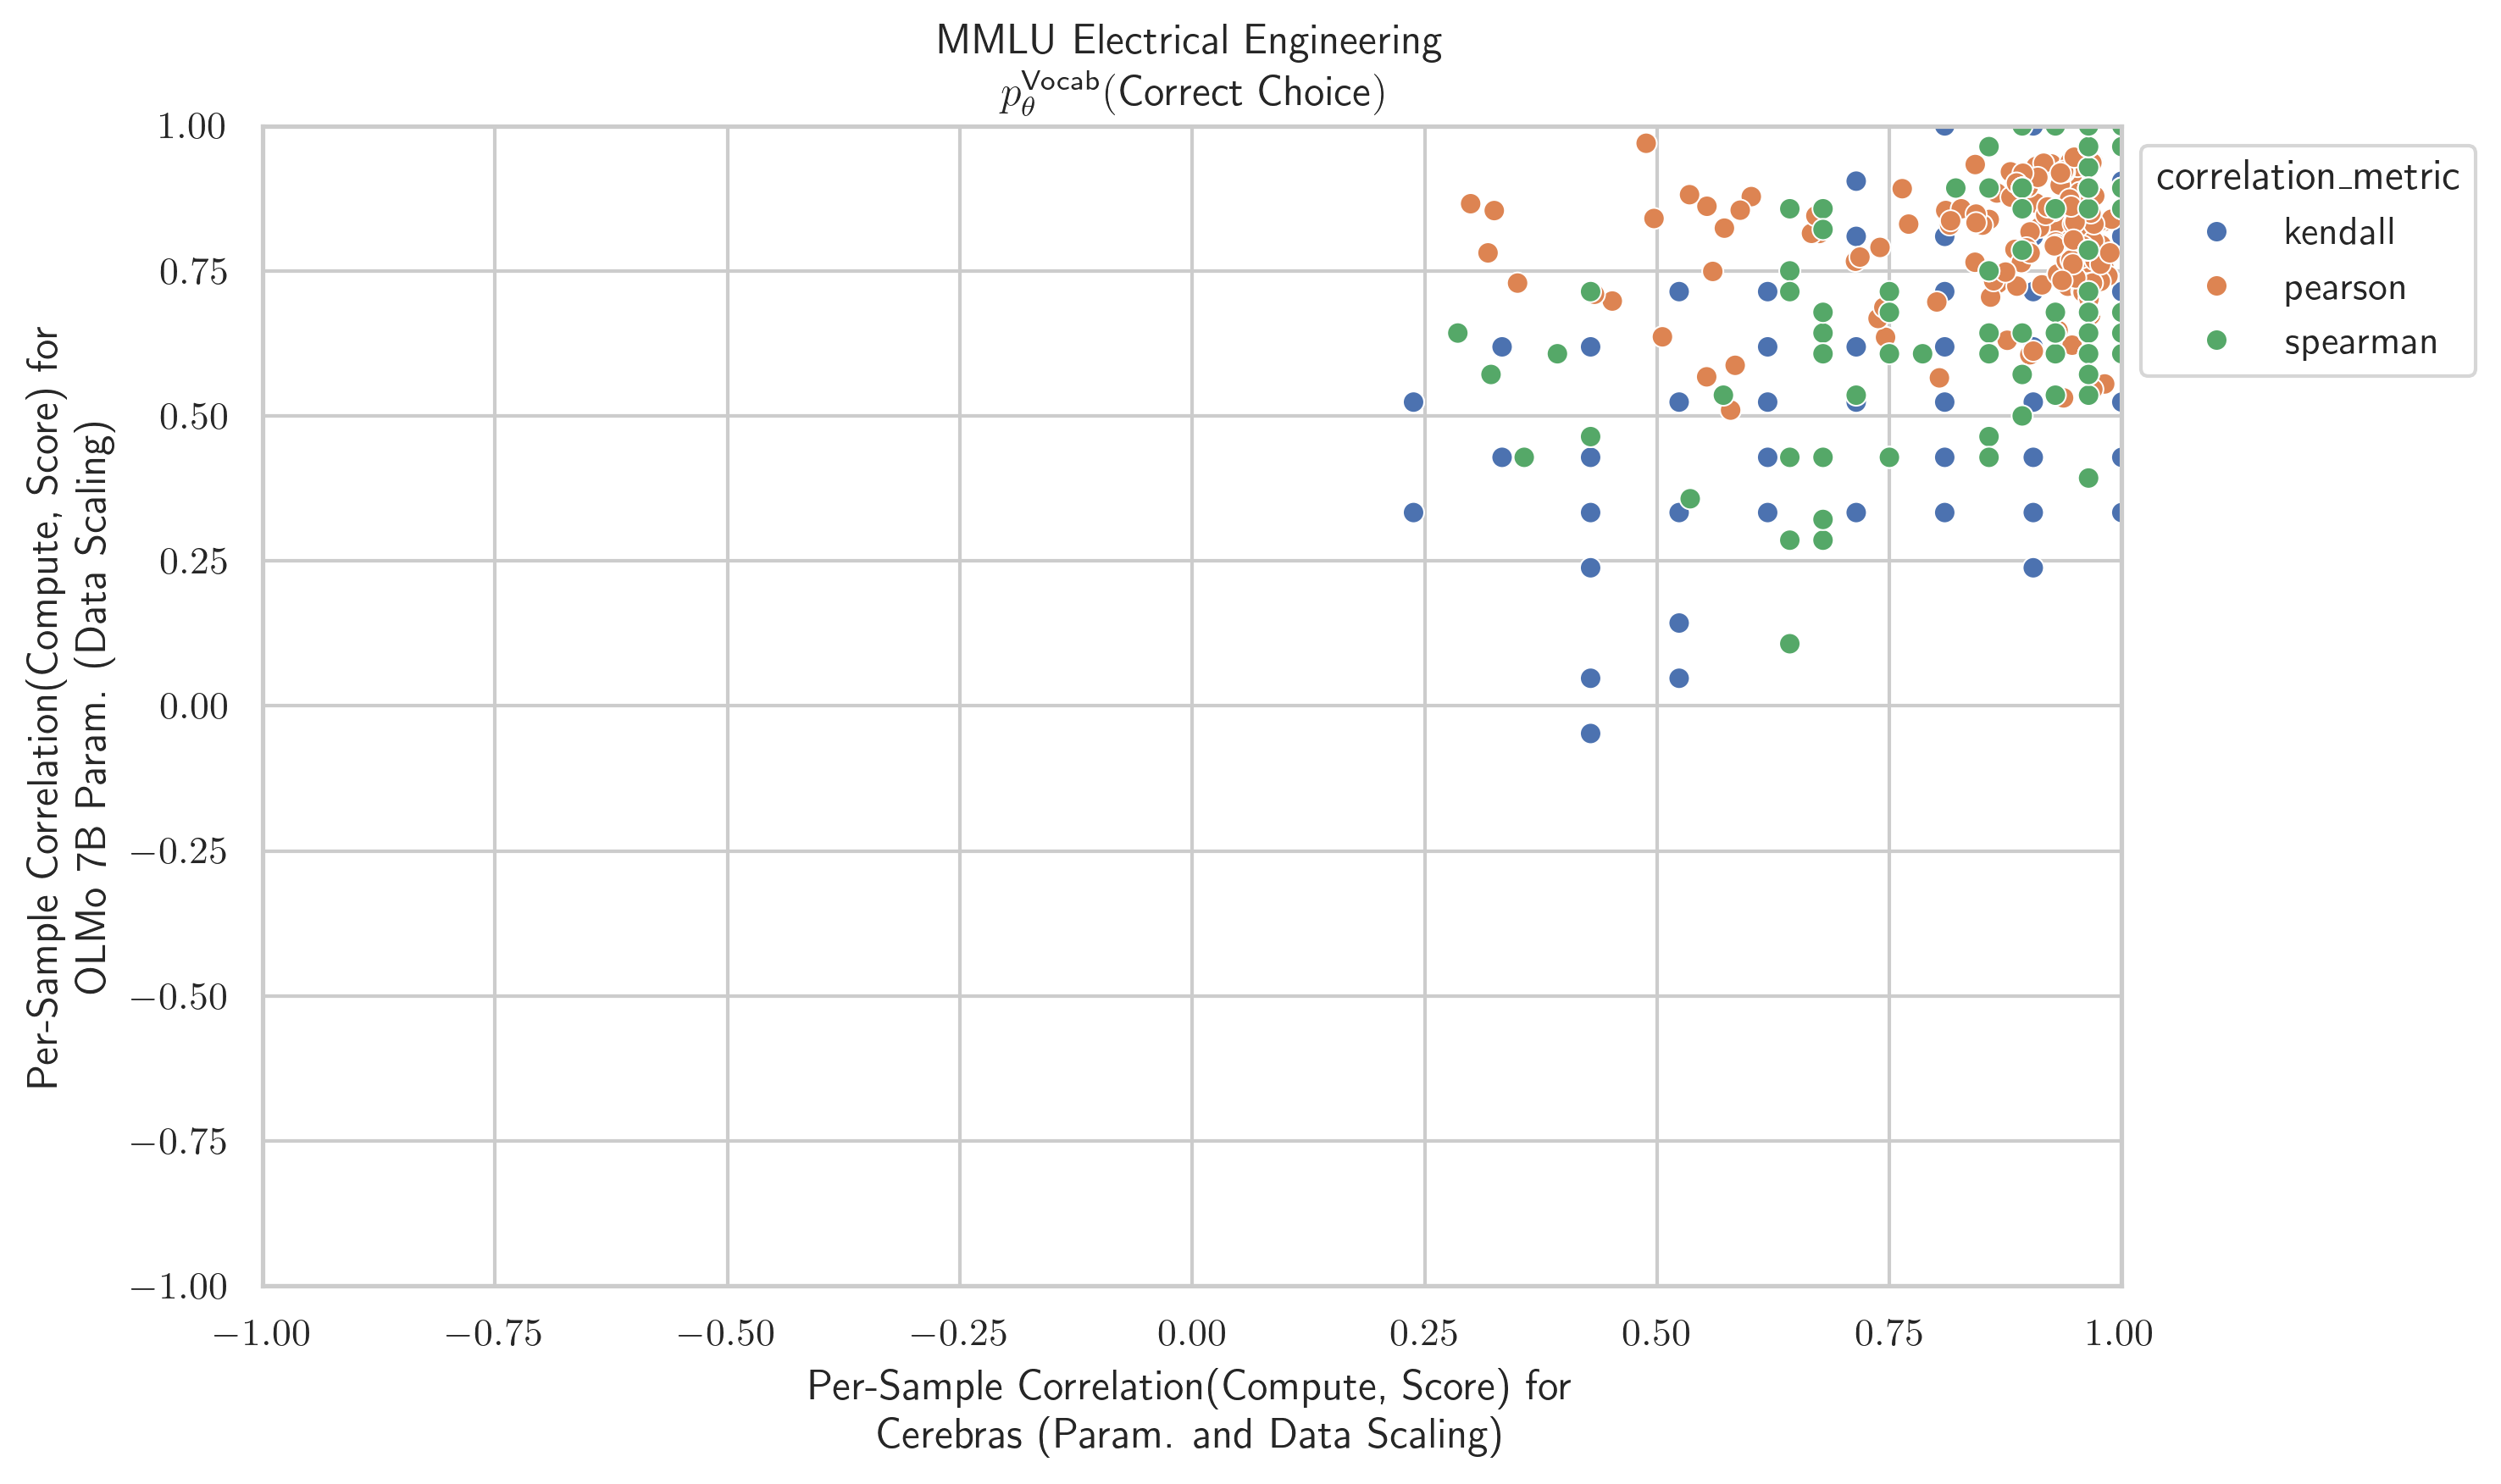 MMLU Electrical Engineering
p_θ^Vocab(Correct Choice)
1.00
0.75
0.50
0.25
0.00
−0.25
−0.50
−0.75
−1.00
Per-Sample Correlation(Compute, Score) for
OLMo 7B Param. (Data Scaling)
correlation_metric
kendall
pearson
spearman
−1.00 −0.75 −0.50 −0.25 0.00 0.25 0.50 0.75 1.00
Per-Sample Correlation(Compute, Score) for
Cerebras (Param. and Data Scaling)